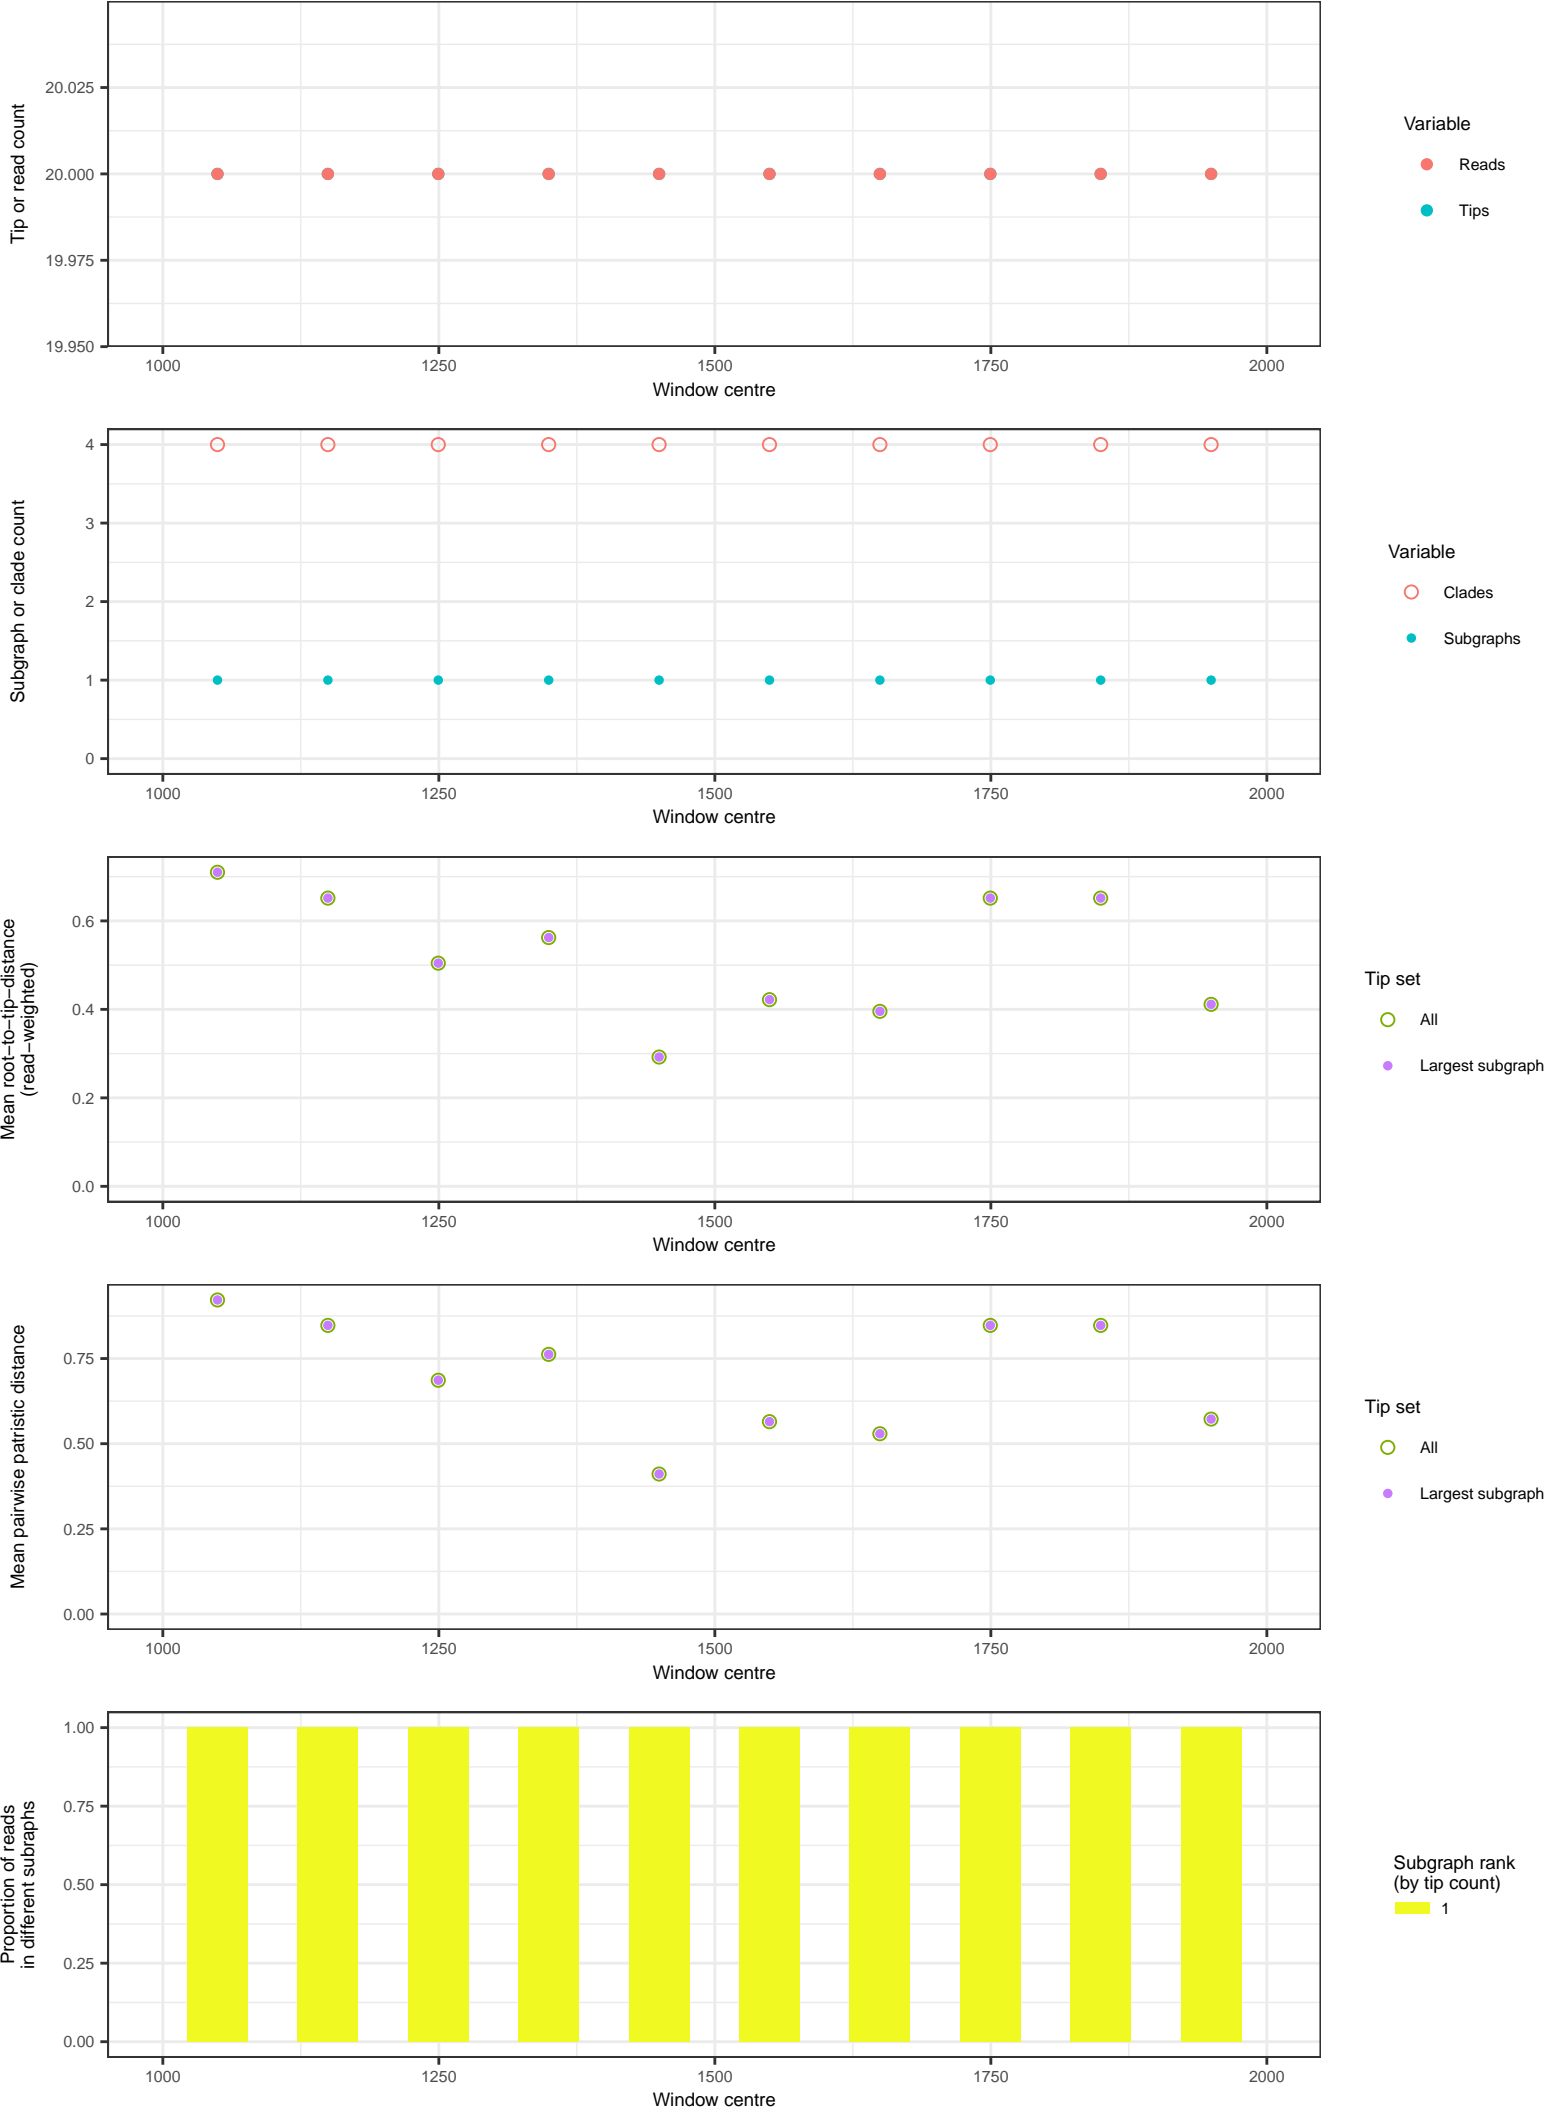 20.025
20.000
19.975
19.950
Tip or read count
1000 1250 1500 1750 2000
Window centre
Variable
Reads
Tips
4
3
2
1
0
Subgraph or clade count
1000 1250 1500 1750 2000
Window centre
Variable
Clades
Subgraphs
0.6
0.4
0.2
0.0
Mean root−to−tip−distance
(read−weighted)
1000 1250 1500 1750 2000
Window centre
Tip set
All
Largest subgraph
0.75
0.50
0.25
0.00
Mean pairwise patristic distance
1000 1250 1500 1750 2000
Window centre
Tip set
All
Largest subgraph
1.00
0.75
0.50
0.25
0.00
Proportion of reads
in different subraphs
1000 1250 1500 1750 2000
Window centre
Subgraph rank
(by tip count)
1